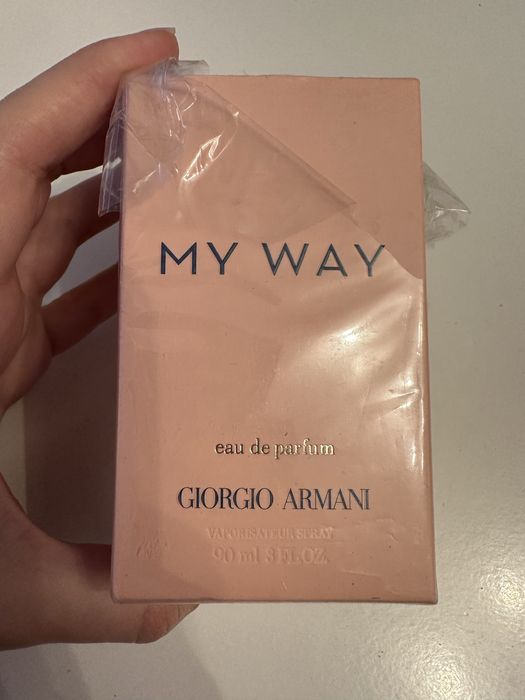 MY WAY
eau de parfum
GIORGIO ARMANI
VAPORISATEUR SPRAY
90 ml 3 FL.OZ.